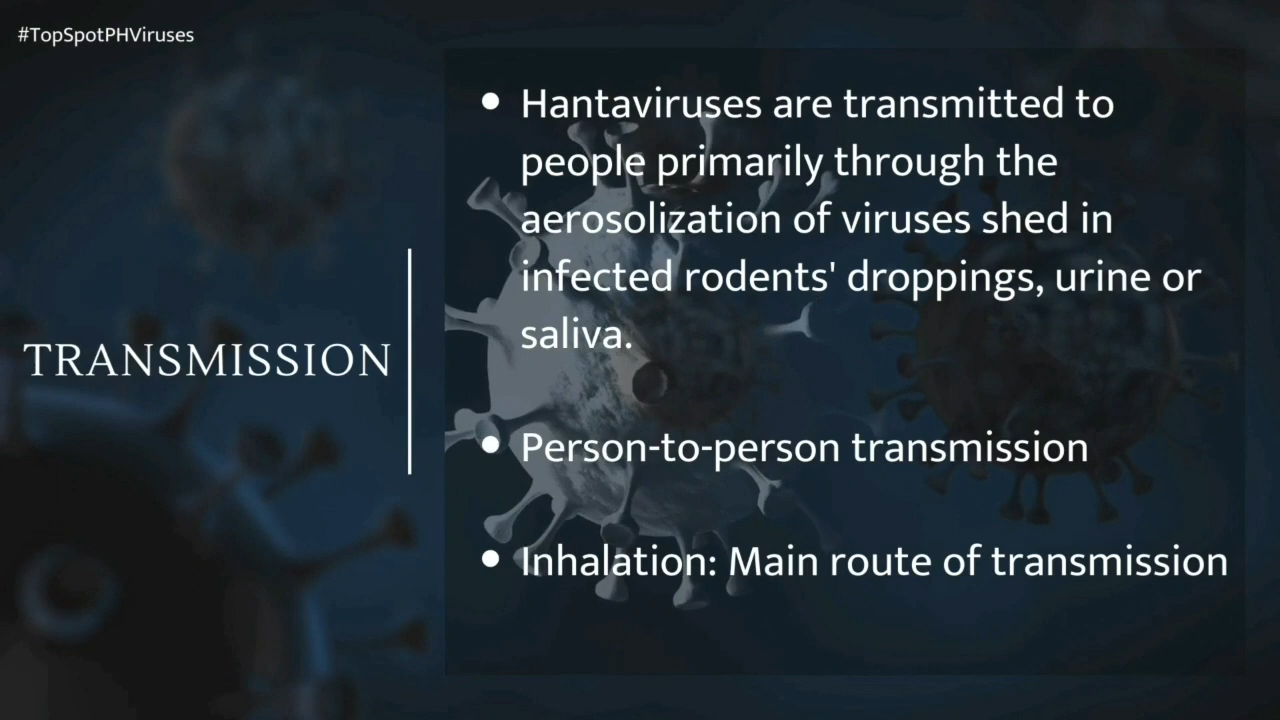 #TopSpotPHViruses
TRANSMISSION
• Hantaviruses are transmitted to
people primarily through the
aerosolization of viruses shed in
infected rodents' droppings, urine or
saliva.
• Person-to-person transmission
• Inhalation: Main route of transmission